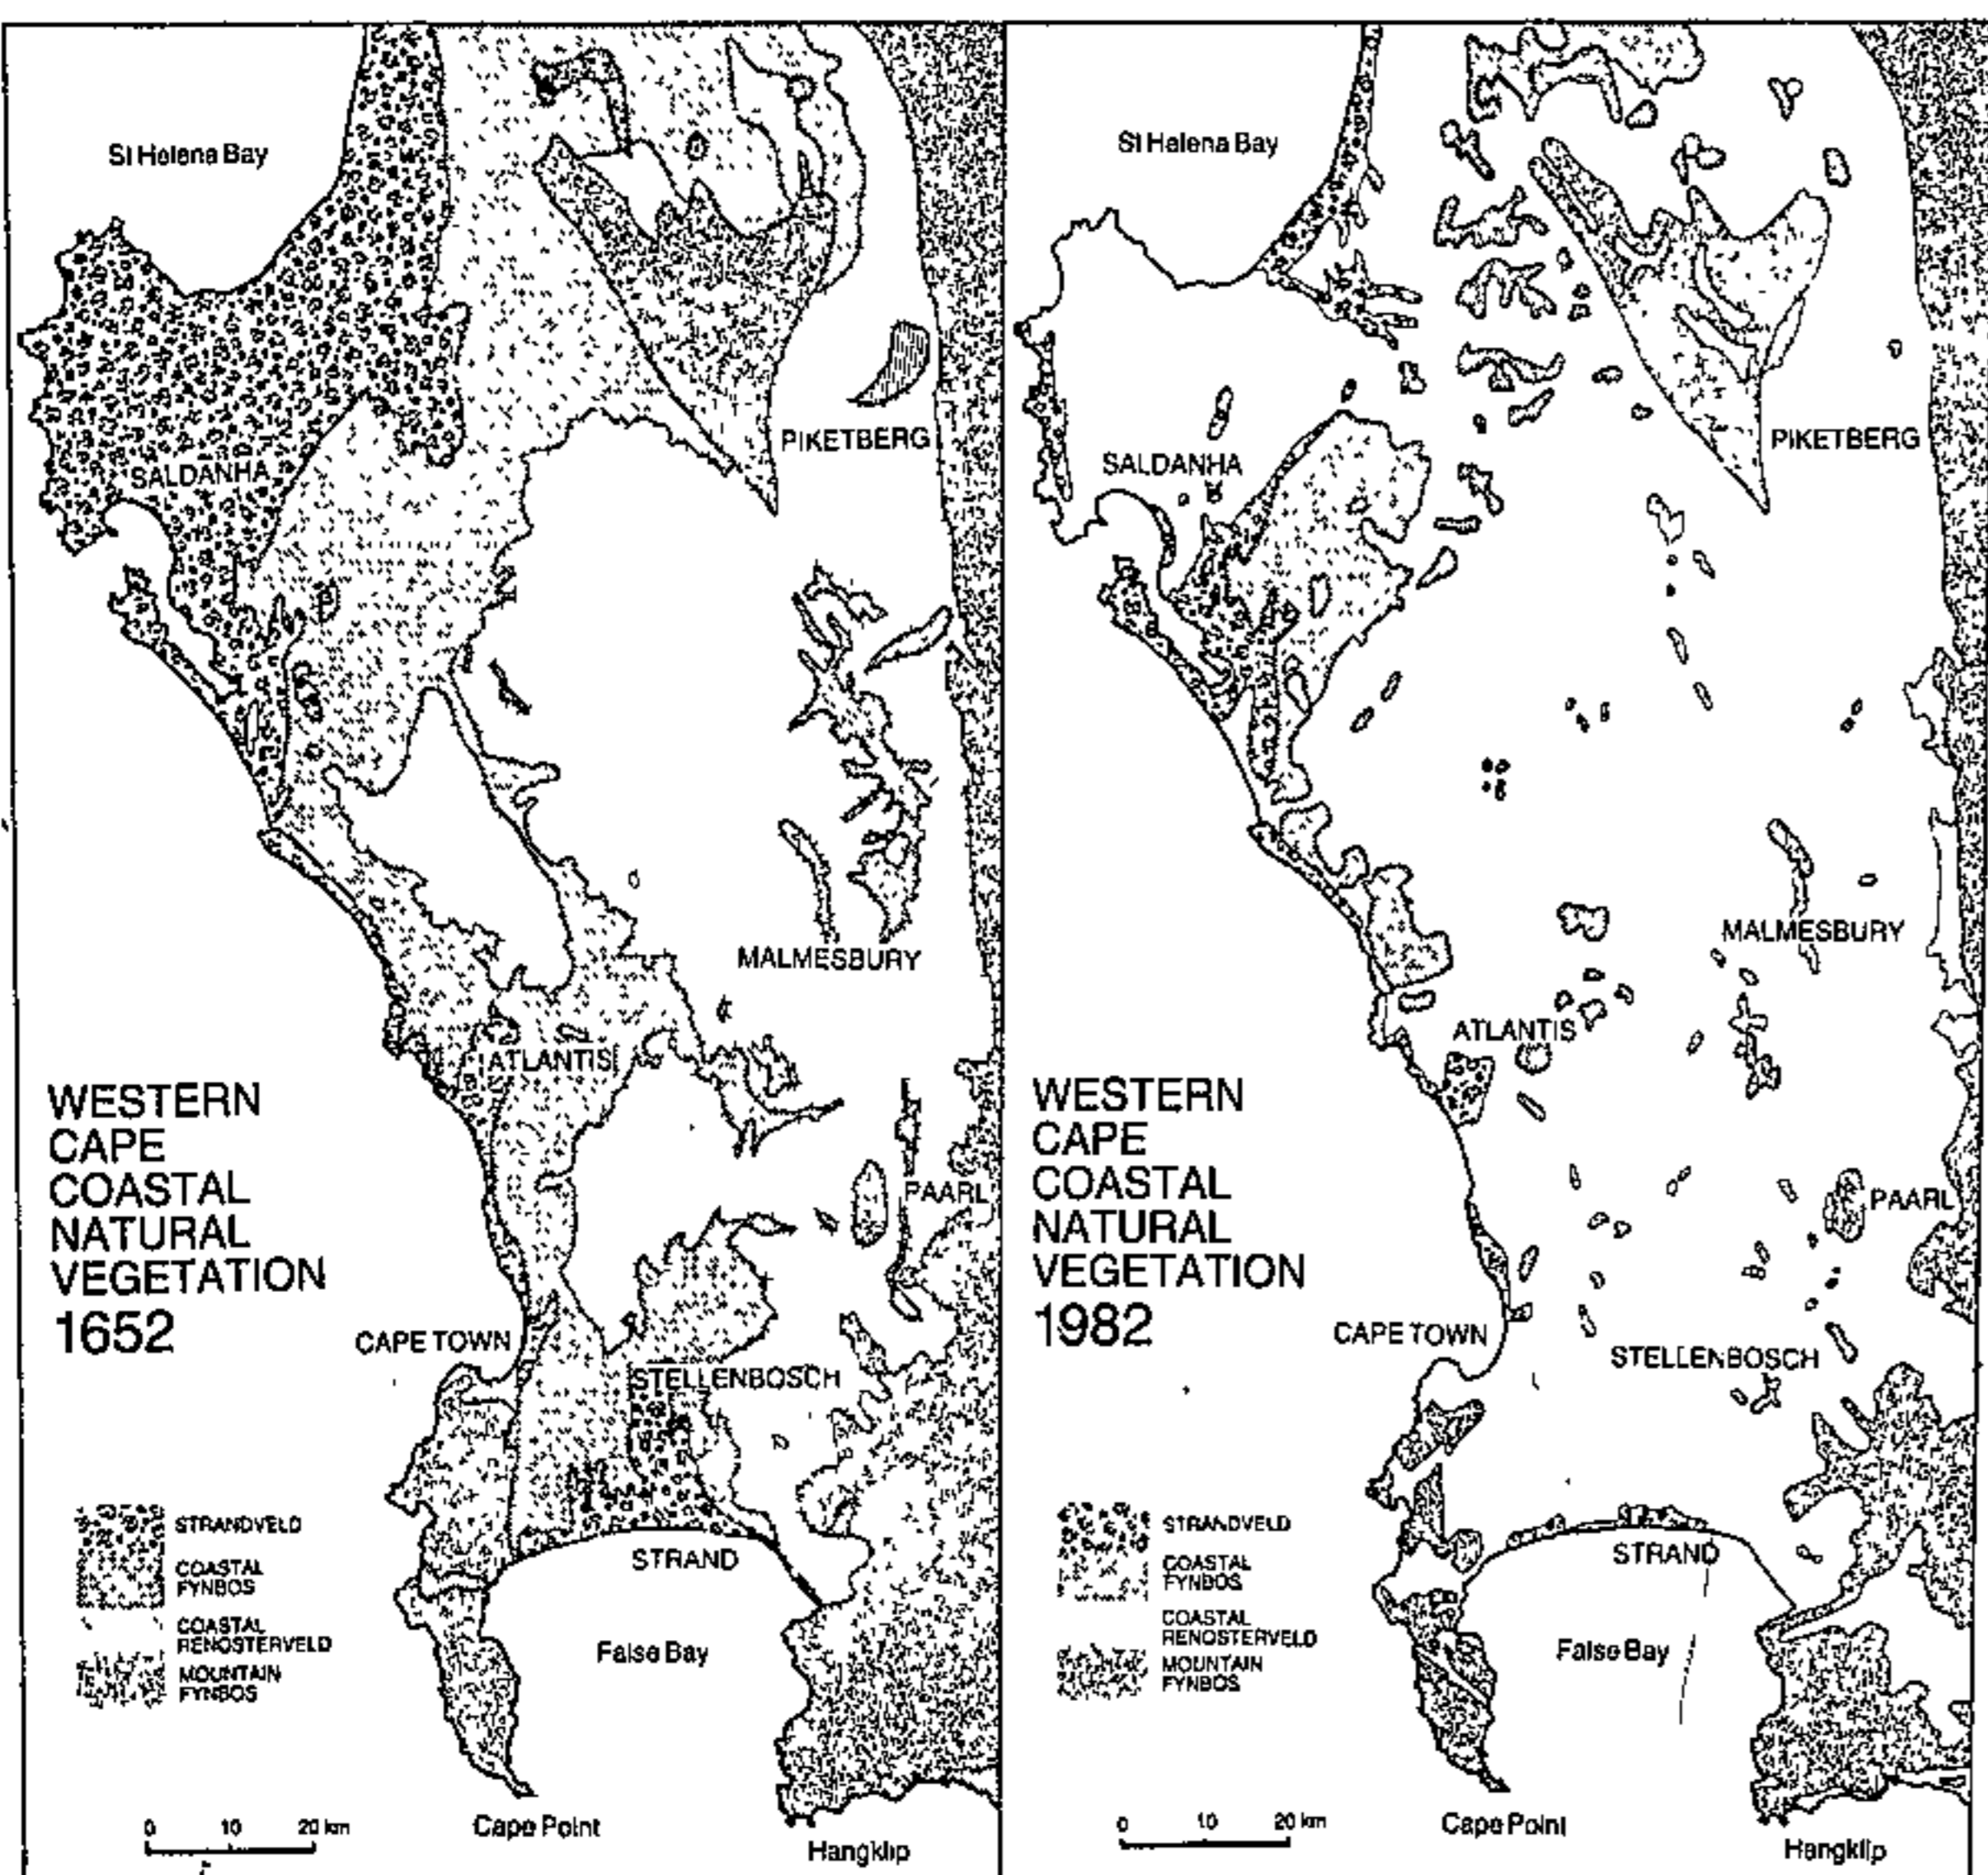 St Helena Bay
PIKETBERG
SALDANHA
MALMESBURY
ATLANTIS
WESTERN
CAPE
COASTAL
NATURAL
VEGETATION
1652
PAARL
CAPE TOWN
STELLENBOSCH
STRANDVELD
COASTAL
FYNBOS
COASTAL
RENOSTERVELD
MOUNTAIN
FYNBOS
STRAND
False Bay
0 10 20 km
Cape Point
Hangklip
St Helena Bay
PIKETBERG
SALDANHA
MALMESBURY
ATLANTIS
WESTERN
CAPE
COASTAL
NATURAL
VEGETATION
1982
PAARL
CAPE TOWN
STELLENBOSCH
STRANDVELD
COASTAL
FYNBOS
COASTAL
RENOSTERVELD
MOUNTAIN
FYNBOS
STRAND
False Bay
0 10 20 km
Cape Point
Hangklip